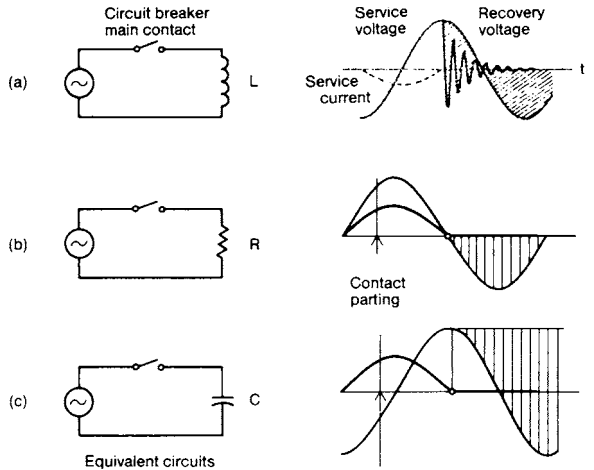 Circuit breaker
main contact
Service
voltage
Recovery
voltage
(a)
L
t
Service
current
(b)
R
Contact
parting
(c)
C
Equivalent circuits